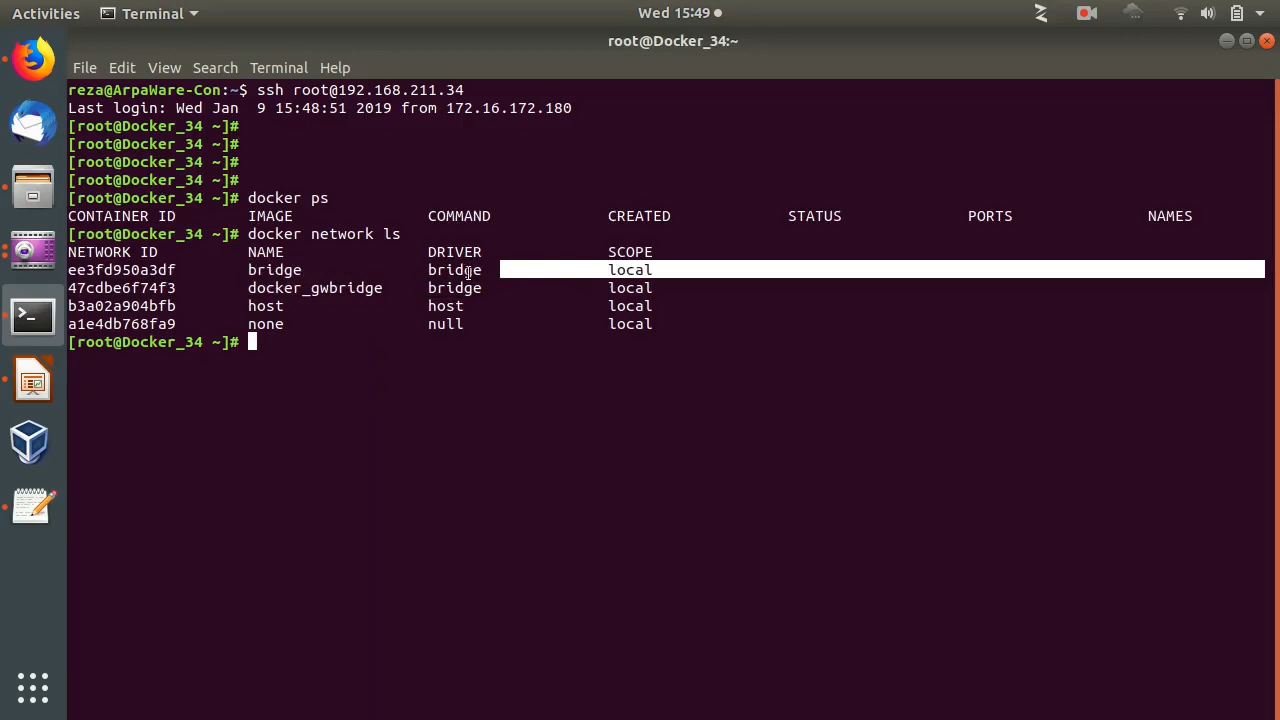 Activities Terminal Wed 15:49
root@Docker_34:~
File Edit View Search Terminal Help
reza@ArpaWare-Con:~$ ssh root@192.168.211.34
Last login: Wed Jan  9 15:48:51 2019 from 172.16.172.180
[root@Docker_34 ~]#
[root@Docker_34 ~]#
[root@Docker_34 ~]#
[root@Docker_34 ~]#
[root@Docker_34 ~]# docker ps
CONTAINER ID        IMAGE               COMMAND             CREATED             STATUS              PORTS               NAMES
[root@Docker_34 ~]# docker network ls
NETWORK ID          NAME                DRIVER              SCOPE
ee3fd950a3df        bridge              bridge              local
47cdbe6f74f3        docker_gwbridge     bridge              local
b3a02a904bfb        host                host                local
a1e4db768fa9        none                null                local
[root@Docker_34 ~]#